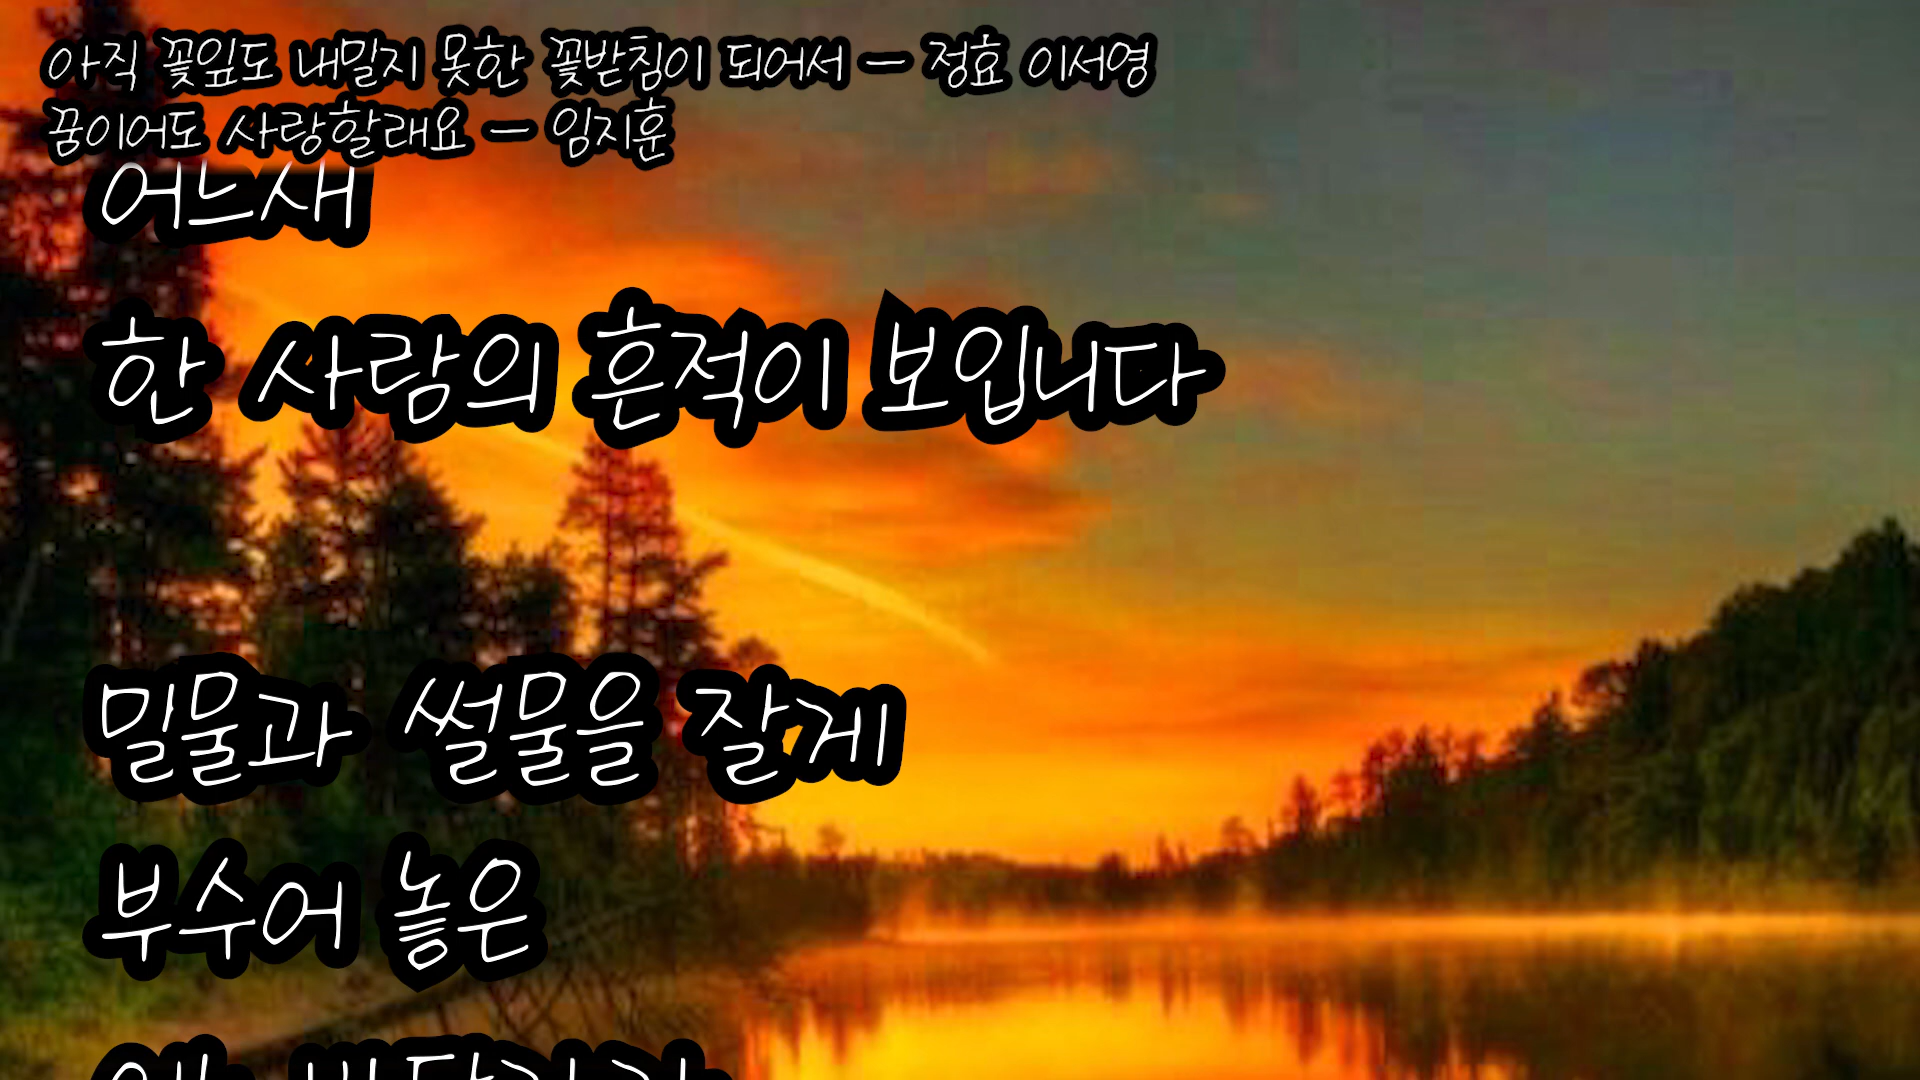 아직 꽃잎도 내밀지 못한 꽃받침이 되어서 - 정효 이서영
꿈이어도 사랑할래요 - 임지훈
어느새
한 사람의 흔적이 보입니다
밀물과 썰물을 잘게
부수어 놓은